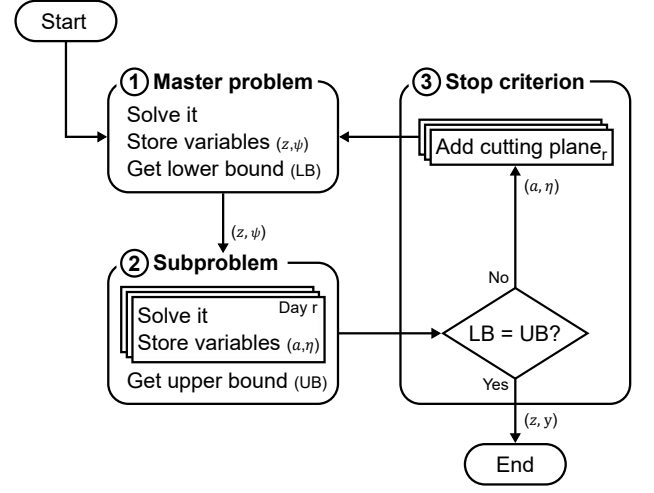 Start
1 Master problem
Solve it
Store variables (z,ψ)
Get lower bound (LB)
(z, ψ)
2 Subproblem
Day r
Solve it
Store variables (a,η)
Get upper bound (UB)
3 Stop criterion
Add cutting plane_r
(a, η)
No
LB = UB?
Yes
(z, y)
End